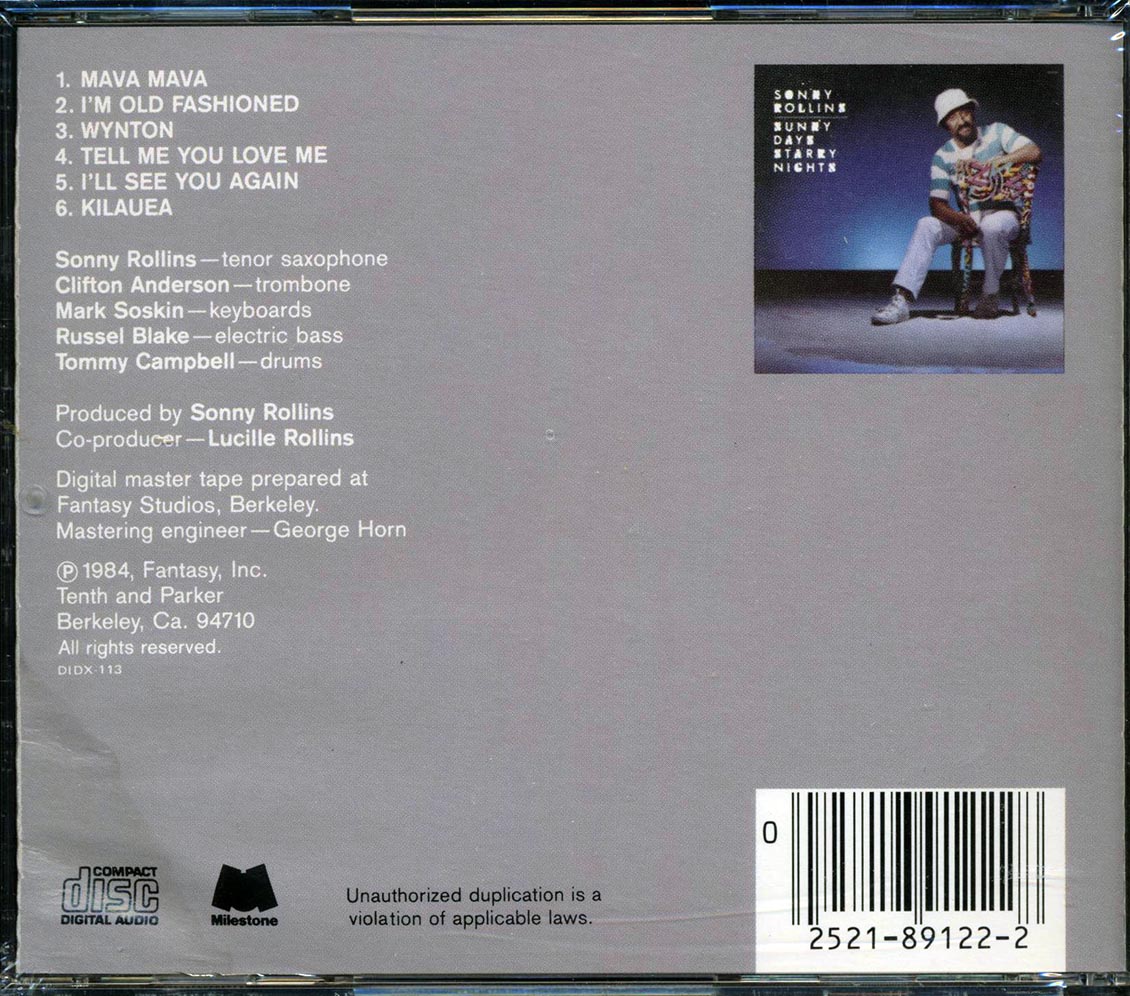 1. MAVA MAVA
2. I'M OLD FASHIONED
3. WYNTON
4. TELL ME YOU LOVE ME
5. I'LL SEE YOU AGAIN
6. KILAUEA
Sonny Rollins—tenor saxophone
Clifton Anderson—trombone
Mark Soskin—keyboards
Russel Blake—electric bass
Tommy Campbell—drums
Produced by Sonny Rollins
Co-producer—Lucille Rollins
Digital master tape prepared at
Fantasy Studios, Berkeley.
Mastering engineer—George Horn
℗ 1984, Fantasy, Inc.
Tenth and Parker
Berkeley, Ca. 94710
All rights reserved.
DIDX-113
SONNY
ROLLINS
SUNNY
DAYS
STARRY
NIGHTS
COMPACT
disc
DIGITAL AUDIO
Milestone
Unauthorized duplication is a
violation of applicable laws.
0
2521-89122-2